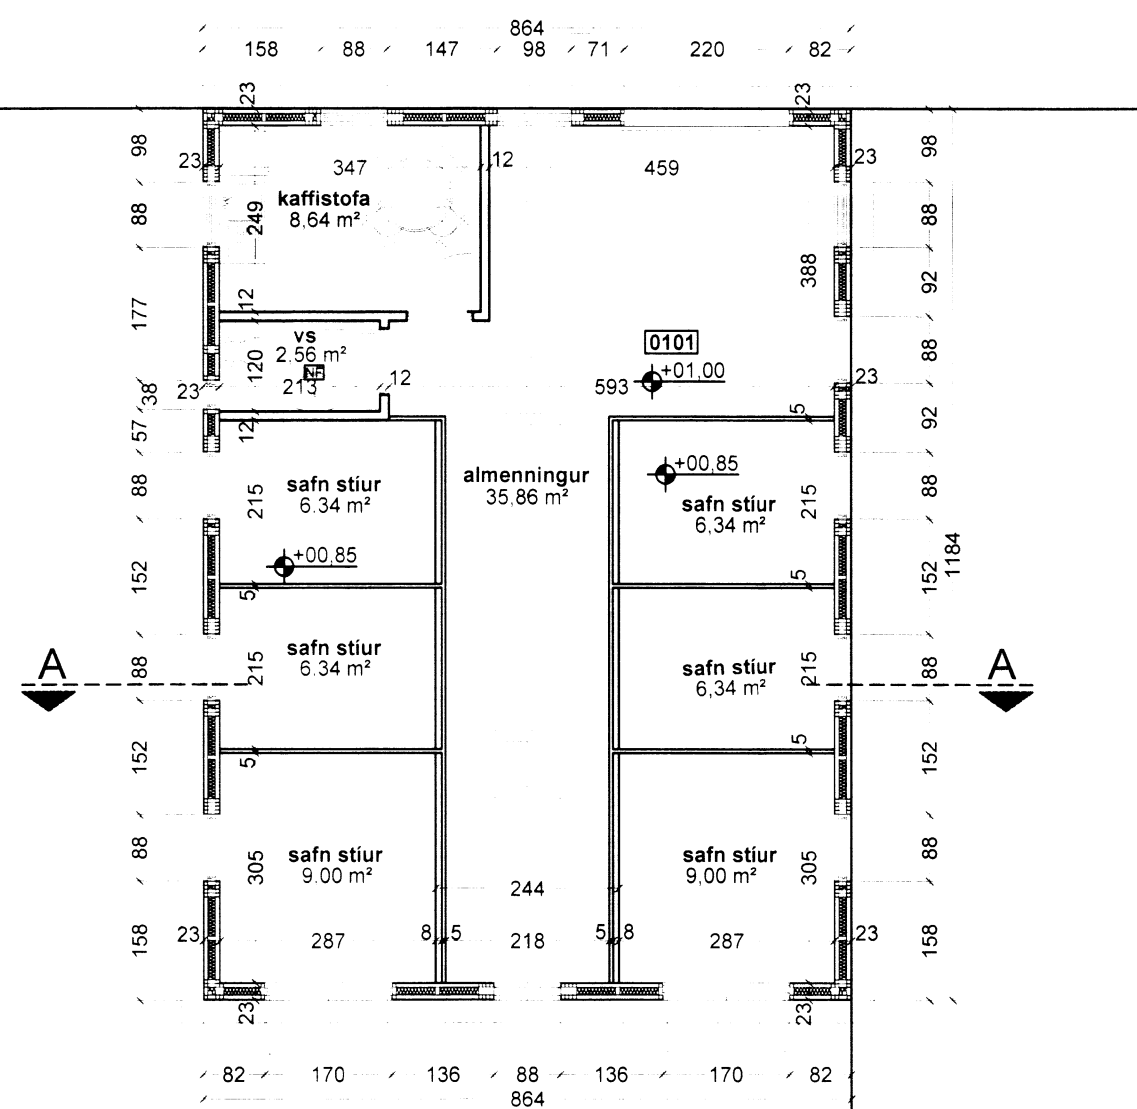 864
158 88 147 98 71 220 82
23 23
98 98
23 347 12 459 23
kaffistofa
8,64 m²
88 249 88
388 92
12
177
vs
2.56 m²
0101
120 88
NF
+01,00
23 213 12 593 23
38
5
57 12 92
+00,85
almenningur
35,86 m²
safn stíur
6.34 m²
88 215 215 88
safn stíur
6,34 m²
+00,85
1184
152 5 5 152
safn stíur
6.34 m²
A A
88 215 215 88
safn stíur
6,34 m²
152 5 5 152
safn stíur
9.00 m²
88 305 305 88
safn stíur
9,00 m²
244
158 23 287 8 5 218 5 8 287 23 158
23 23
82 170 136 88 136 170 82
864